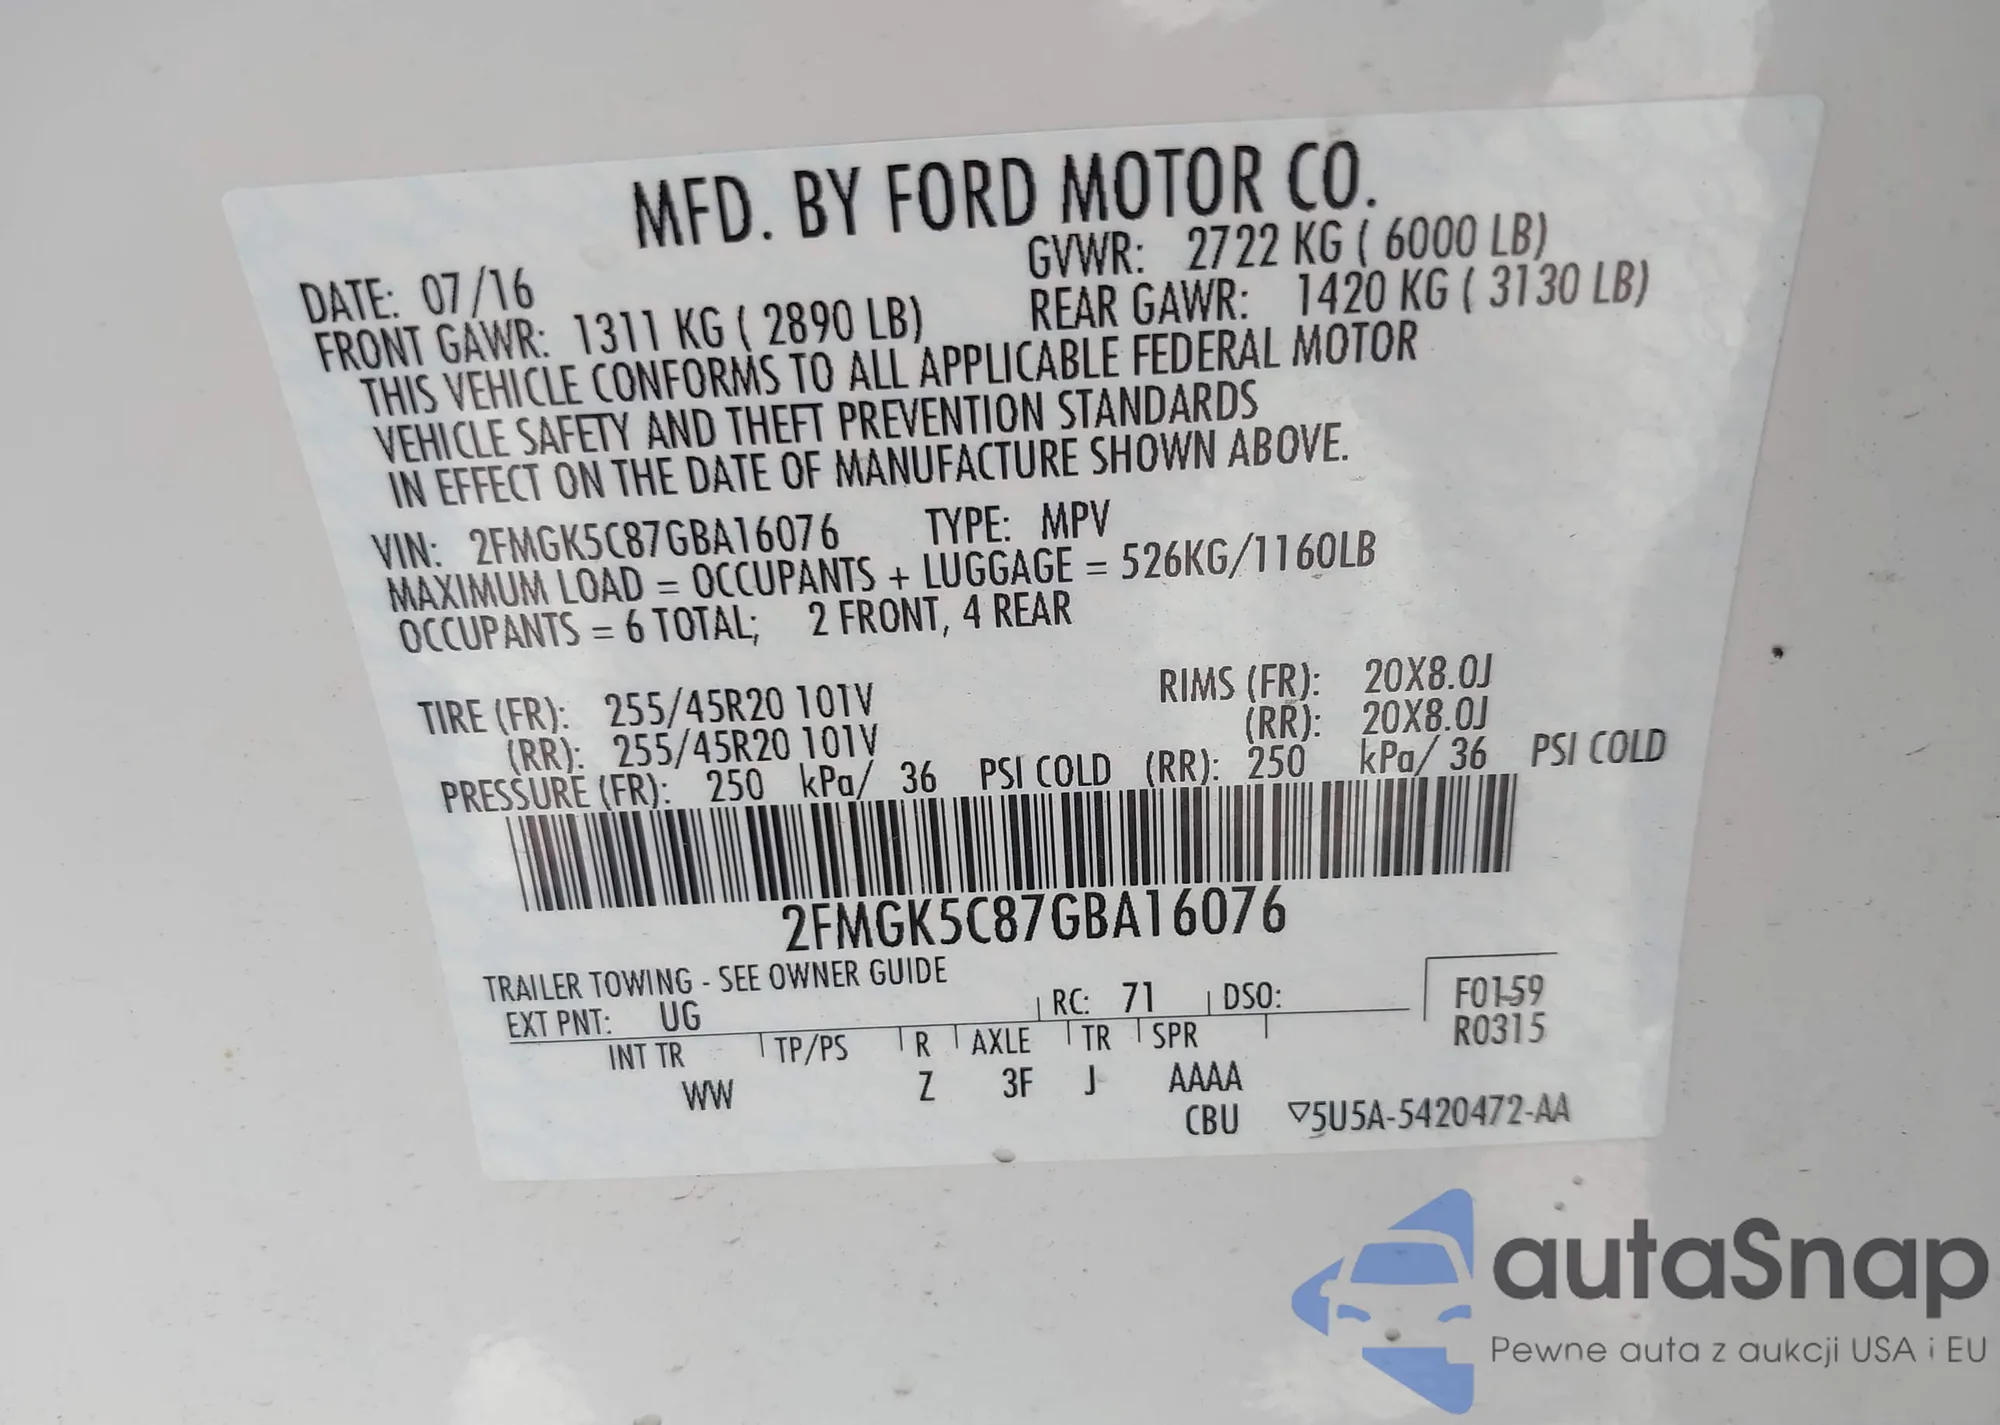 MFD. BY FORD MOTOR CO.
DATE: 07/16 GVWR: 2722 KG ( 6000 LB)
FRONT GAWR: 1311 KG ( 2890 LB) REAR GAWR: 1420 KG ( 3130 LB)
THIS VEHICLE CONFORMS TO ALL APPLICABLE FEDERAL MOTOR
VEHICLE SAFETY AND THEFT PREVENTION STANDARDS
IN EFFECT ON THE DATE OF MANUFACTURE SHOWN ABOVE.
VIN: 2FMGK5C87GBA16076 TYPE: MPV
MAXIMUM LOAD = OCCUPANTS + LUGGAGE = 526KG/1160LB
OCCUPANTS = 6 TOTAL; 2 FRONT, 4 REAR
TIRE (FR): 255/45R20 101V RIMS (FR): 20X8.0J
(RR): 255/45R20 101V (RR): 20X8.0J
PRESSURE (FR): 250 kPa/ 36 PSI COLD (RR): 250 kPa/ 36 PSI COLD
2FMGK5C87GBA16076
TRAILER TOWING - SEE OWNER GUIDE
EXT PNT: UG RC: 71 DSO: F0159
INT TR TP/PS R AXLE TR SPR R0315
WW Z 3F J AAAA
CBU ▽5U5A-5420472-AA
autaSnap
Pewne auta z aukcji USA i EU